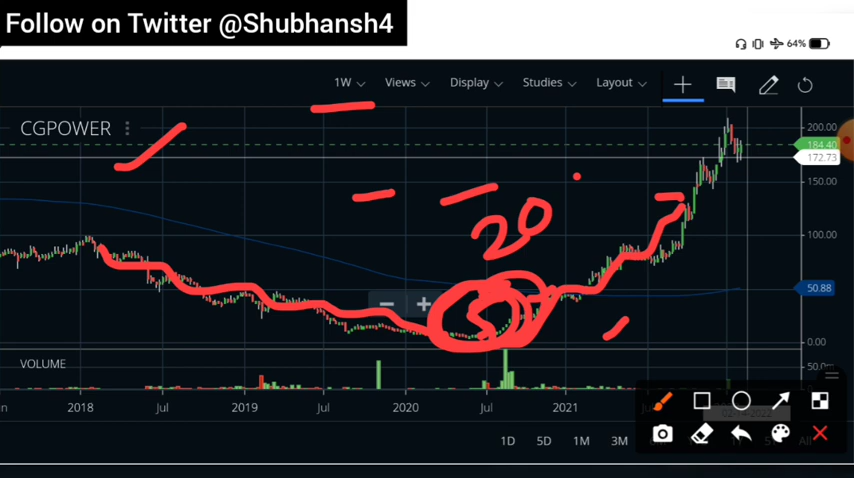 Follow on Twitter @Shubhansh4
64%
1W Views Display Studies Layout
CGPOWER
200.00
184.40
172.73
150.00
100.00
50.88
0.00
20
5
VOLUME
50.0m
2018 Jul 2019 Jul 2020 Jul 2021
1D 5D 1M 3M